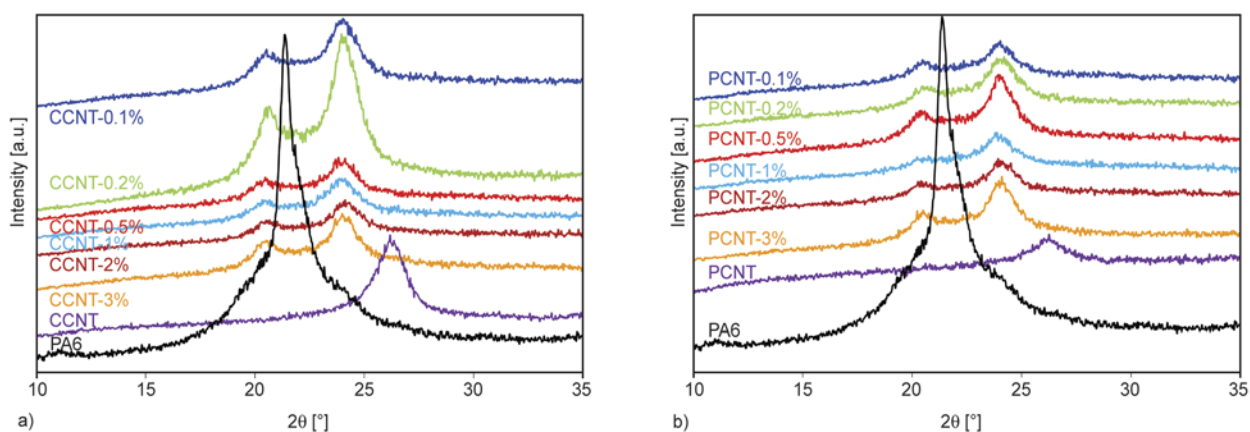 Intensity [a.u.]
CCNT-0.1%
CCNT-0.2%
CCNT-0.5%
CCNT-1%
CCNT-2%
CCNT-3%
CCNT
PA6
10 15 20 25 30 35
a)
2θ [°]
Intensity [a.u.]
PCNT-0.1%
PCNT-0.2%
PCNT-0.5%
PCNT-1%
PCNT-2%
PCNT-3%
PCNT
PA6
10 15 20 25 30 35
b)
2θ [°]